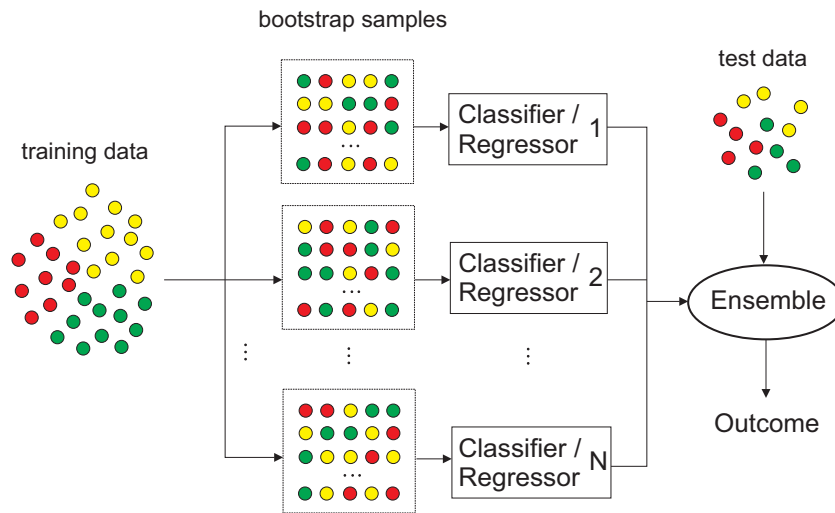 bootstrap samples
test data
training data
...
Classifier /
Regressor 1
...
Classifier /
Regressor 2
Ensemble
...
...
...
Outcome
...
Classifier /
Regressor N